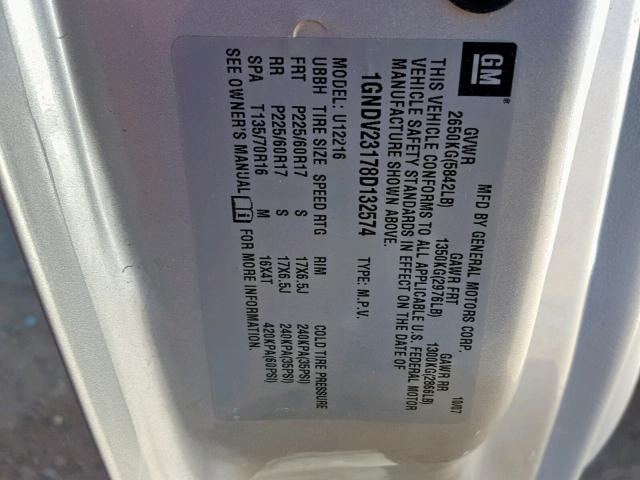 GM ®
MFD BY GENERAL MOTORS CORP. 10/07
GVWR GAWR FRT GAWR RR
2650KG(5842LB) 1350KG(2976LB) 1300KG(2866LB)
THIS VEHICLE CONFORMS TO ALL APPLICABLE U.S. FEDERAL MOTOR
VEHICLE SAFETY STANDARDS IN EFFECT ON THE DATE OF
MANUFACTURE SHOWN ABOVE.
1GNDV23178D132574 TYPE: M.P.V.
MODEL: U12216
UBBH TIRE SIZE SPEED RTG RIM COLD TIRE PRESSURE
FRT P225/60R17 S 17X6.5J 240KPA(35PSI)
RR P225/60R17 S 17X6.5J 240KPA(35PSI)
SPA T135/70R16 M 16X4T 420KPA(60PSI)
SEE OWNER'S MANUAL i FOR MORE INFORMATION.